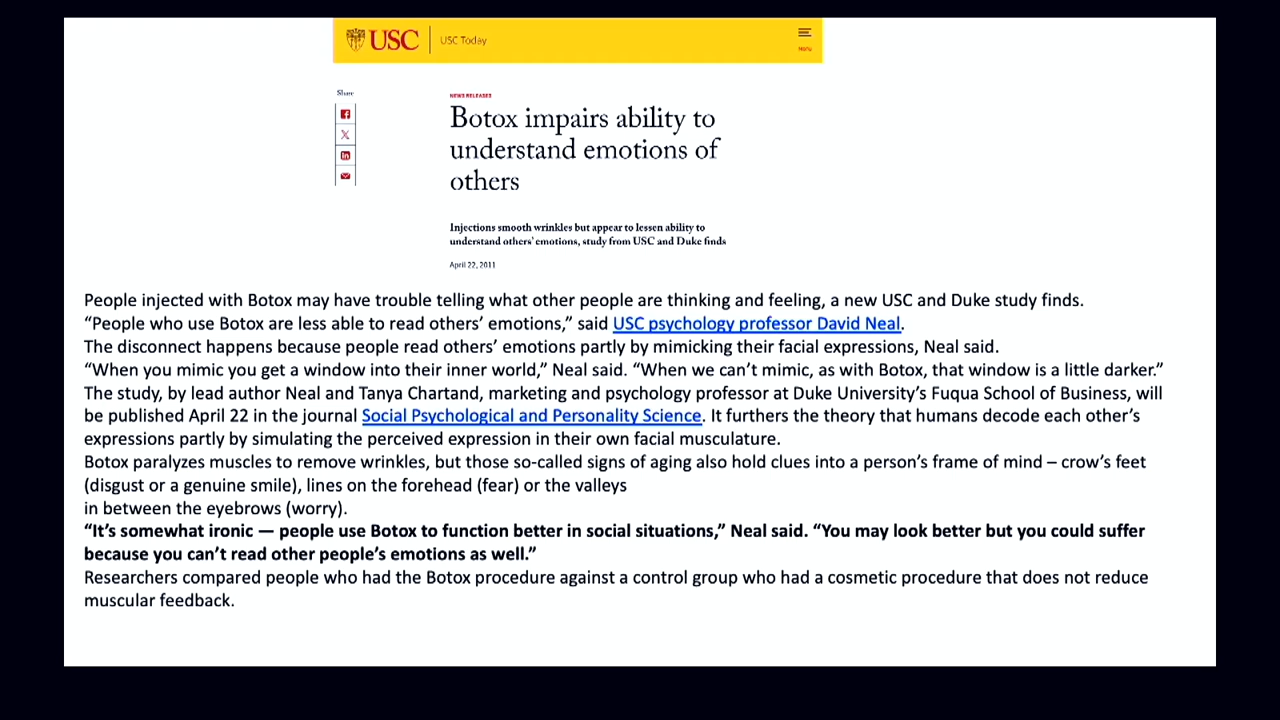 USC
USC Today
Menu
Share
NEWS RELEASES
Botox impairs ability to
understand emotions of
others
Injections smooth wrinkles but appear to lessen ability to
understand others' emotions, study from USC and Duke finds
April 22, 2011
People injected with Botox may have trouble telling what other people are thinking and feeling, a new USC and Duke study finds.
“People who use Botox are less able to read others’ emotions,” said USC psychology professor David Neal.
The disconnect happens because people read others’ emotions partly by mimicking their facial expressions, Neal said.
“When you mimic you get a window into their inner world,” Neal said. “When we can’t mimic, as with Botox, that window is a little darker.”
The study, by lead author Neal and Tanya Chartand, marketing and psychology professor at Duke University’s Fuqua School of Business, will
be published April 22 in the journal Social Psychological and Personality Science. It furthers the theory that humans decode each other’s
expressions partly by simulating the perceived expression in their own facial musculature.
Botox paralyzes muscles to remove wrinkles, but those so-called signs of aging also hold clues into a person’s frame of mind – crow’s feet
(disgust or a genuine smile), lines on the forehead (fear) or the valleys
in between the eyebrows (worry).
“It’s somewhat ironic — people use Botox to function better in social situations,” Neal said. “You may look better but you could suffer
because you can’t read other people’s emotions as well.”
Researchers compared people who had the Botox procedure against a control group who had a cosmetic procedure that does not reduce
muscular feedback.